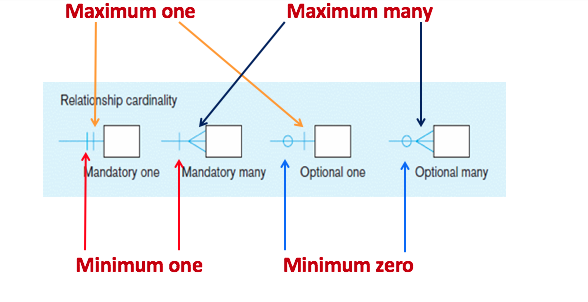 Maximum one
Maximum many
Relationship cardinality
Mandatory one
Mandatory many
Optional one
Optional many
Minimum one
Minimum zero